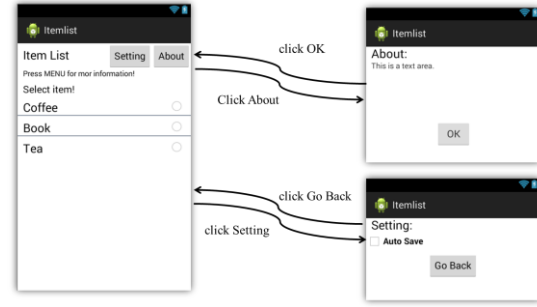 Itemlist
Item List Setting About
Press MENU for mor information!
Select item!
Coffee
Book
Tea
click OK
Click About
click Go Back
click Setting
Itemlist
About:
This is a text area.
OK
Itemlist
Setting:
Auto Save
Go Back